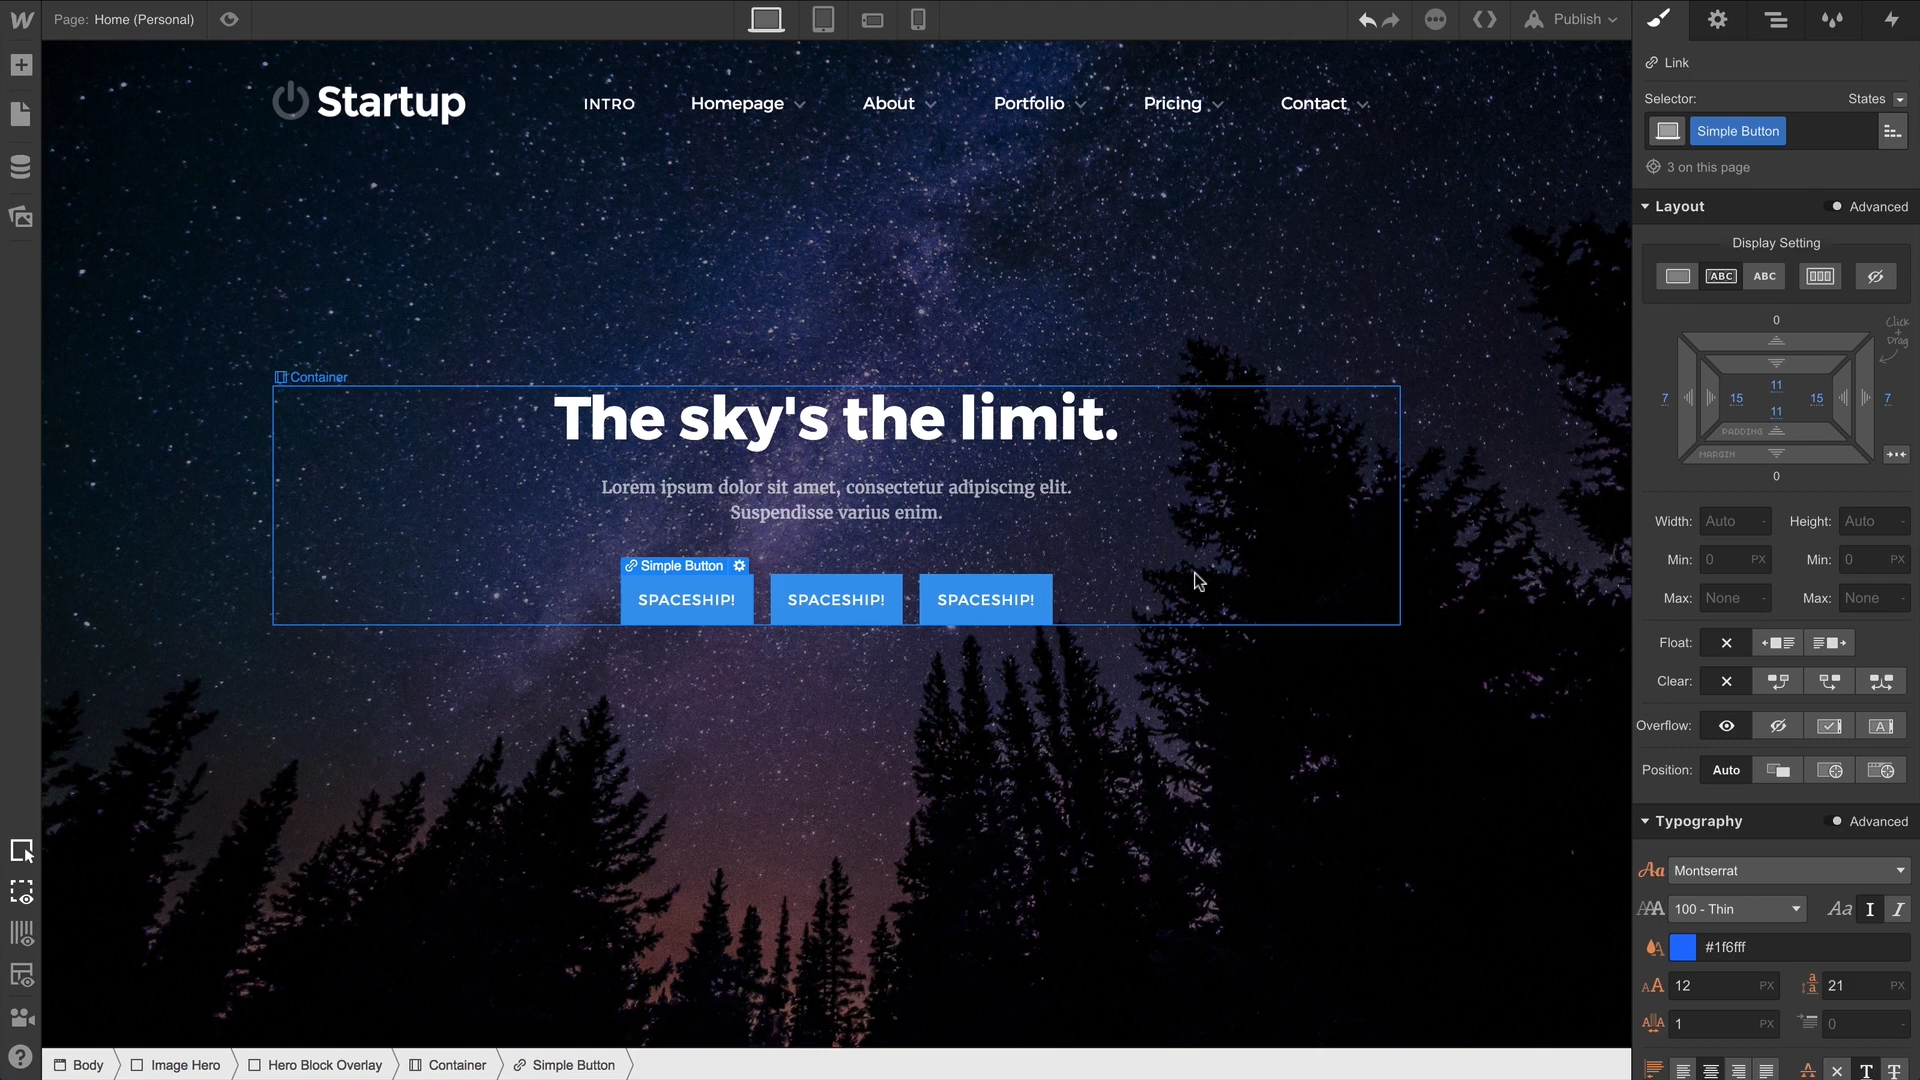 Page: Home (Personal)
Publish
Startup
INTRO
Homepage
About
Portfolio
Pricing
Contact
Container
The sky's the limit.
Lorem ipsum dolor sit amet, consectetur adipiscing elit.
Suspendisse varius enim.
Simple Button
SPACESHIP! SPACESHIP! SPACESHIP!
Body
Image Hero
Hero Block Overlay
Container
Simple Button
Link
Selector: States
Simple Button
3 on this page
Layout Advanced
Display Setting
ABC ABC
0
Click
+
Drag
11
7 15 15 7
11
PADDING
MARGIN
0
Width: Auto - Height: Auto -
Min: 0 PX Min: 0 PX
Max: None - Max: None -
Float:
Clear:
Overflow:
Position: Auto
Typography Advanced
Aa Montserrat
AAA 100 - Thin Aa I I
#1f6fff
AA 12 PX aa 21 PX
1 PX 0 -
T T